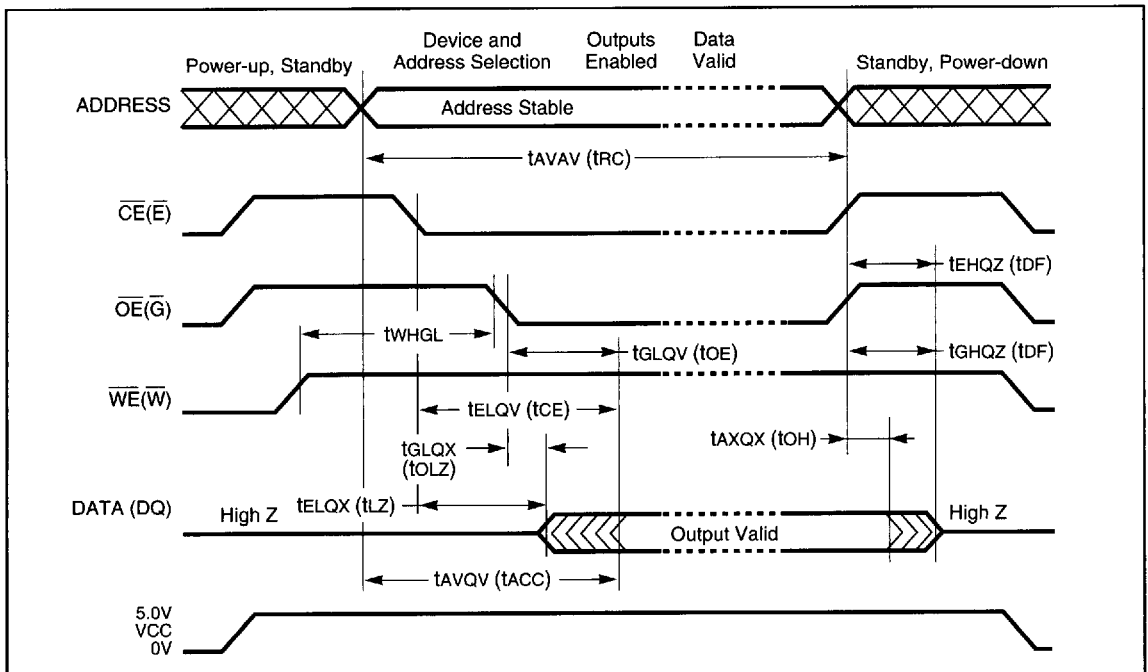 Power-up, Standby
Device and
Address Selection
Outputs
Enabled
Data
Valid
Standby, Power-down
ADDRESS
Address Stable
tAVAV (tRC)
CE(E)
tEHQZ (tDF)
OE(G)
tWHGL
tGLQV (tOE)
tGHQZ (tDF)
WE(W)
tELQV (tCE)
tGLQX
(tOLZ)
tAXQX (tOH)
tELQX (tLZ)
DATA (DQ)
High Z
Output Valid
High Z
tAVQV (tACC)
5.0V
VCC
0V